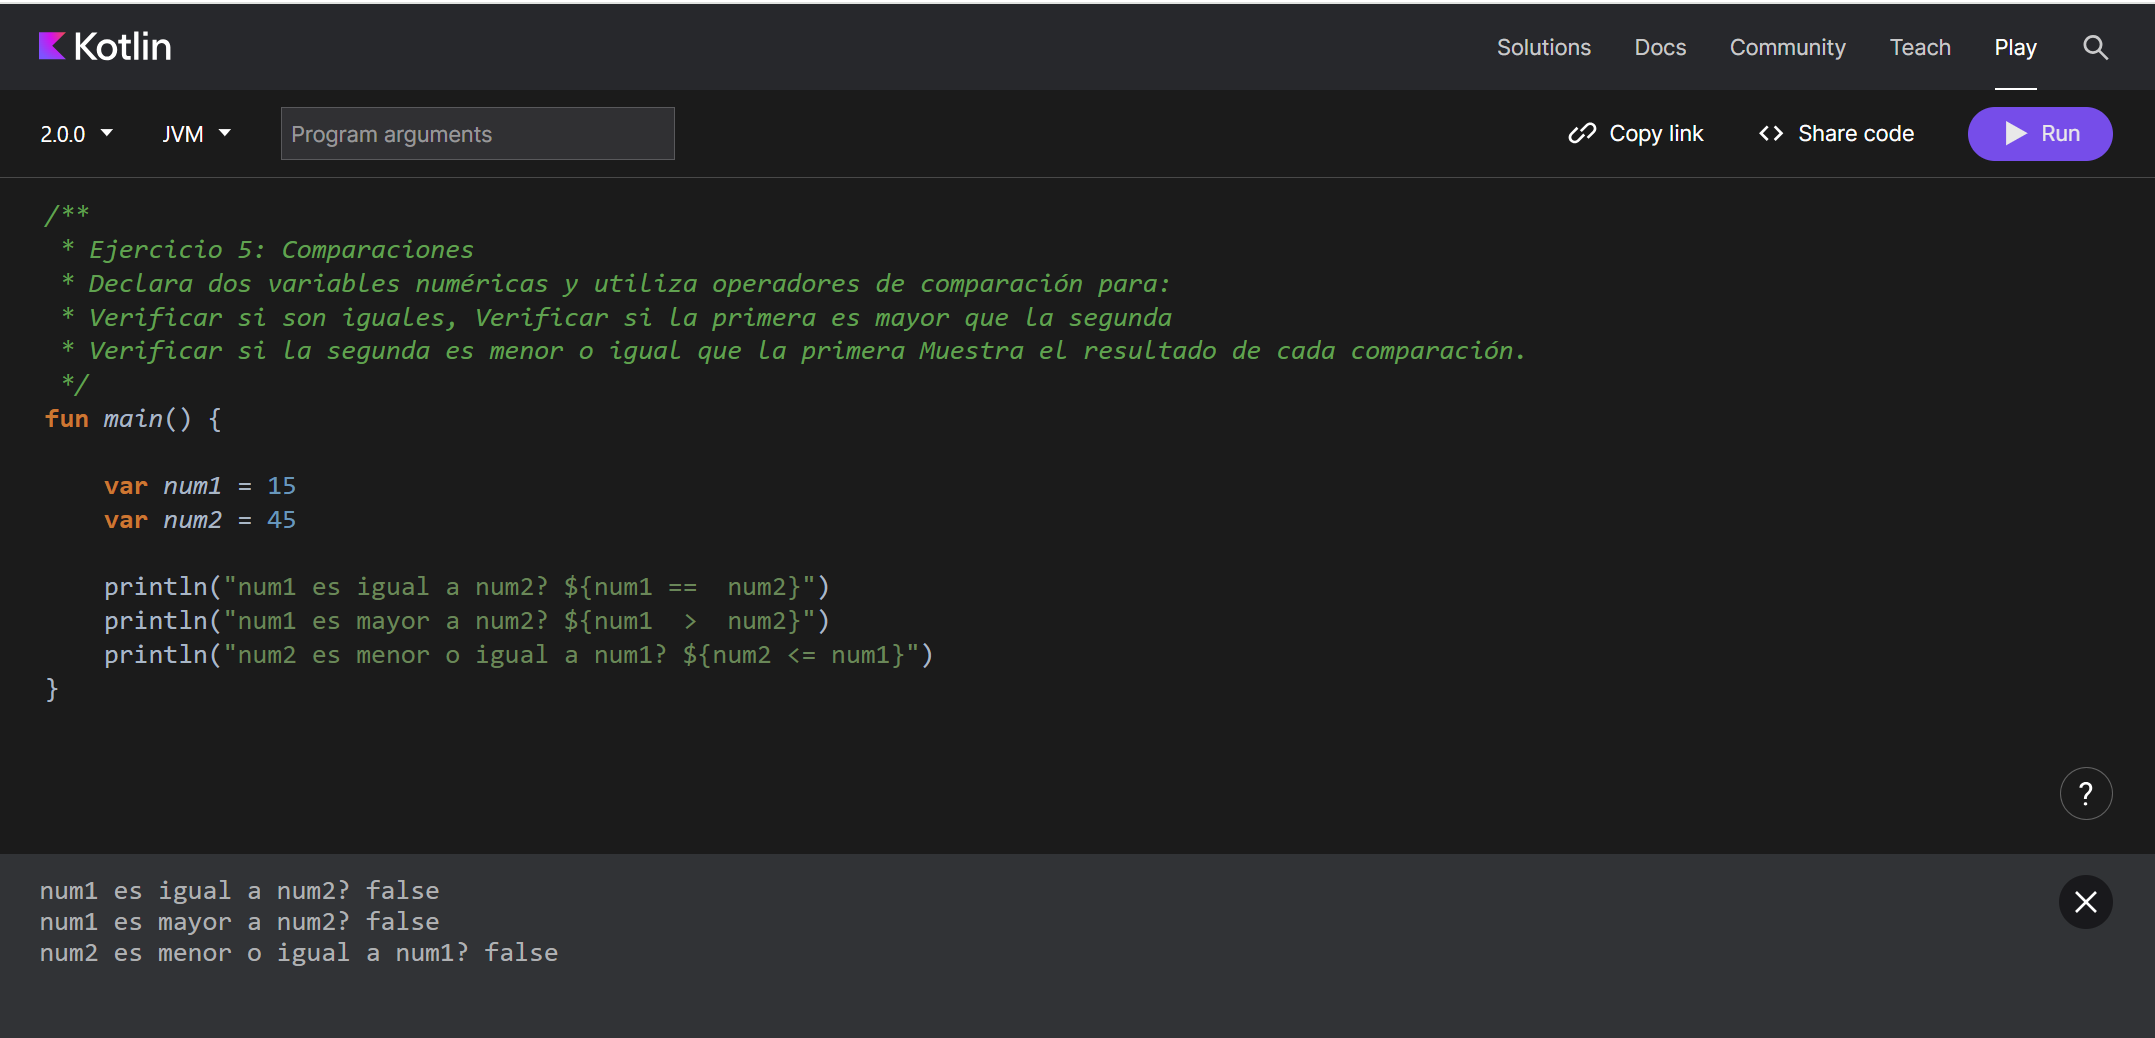 Kotlin
Solutions Docs Community Teach Play
2.0.0 JVM Program arguments Copy link Share code Run
/**
 * Ejercicio 5: Comparaciones
 * Declara dos variables numéricas y utiliza operadores de comparación para:
 * Verificar si son iguales, Verificar si la primera es mayor que la segunda
 * Verificar si la segunda es menor o igual que la primera Muestra el resultado de cada comparación.
 */
fun main() {
    var num1 = 15
    var num2 = 45
    println("num1 es igual a num2? ${num1 ==  num2}")
    println("num1 es mayor a num2? ${num1  >  num2}")
    println("num2 es menor o igual a num1? ${num2 <= num1}")
}
?
num1 es igual a num2? false
num1 es mayor a num2? false
num2 es menor o igual a num1? false